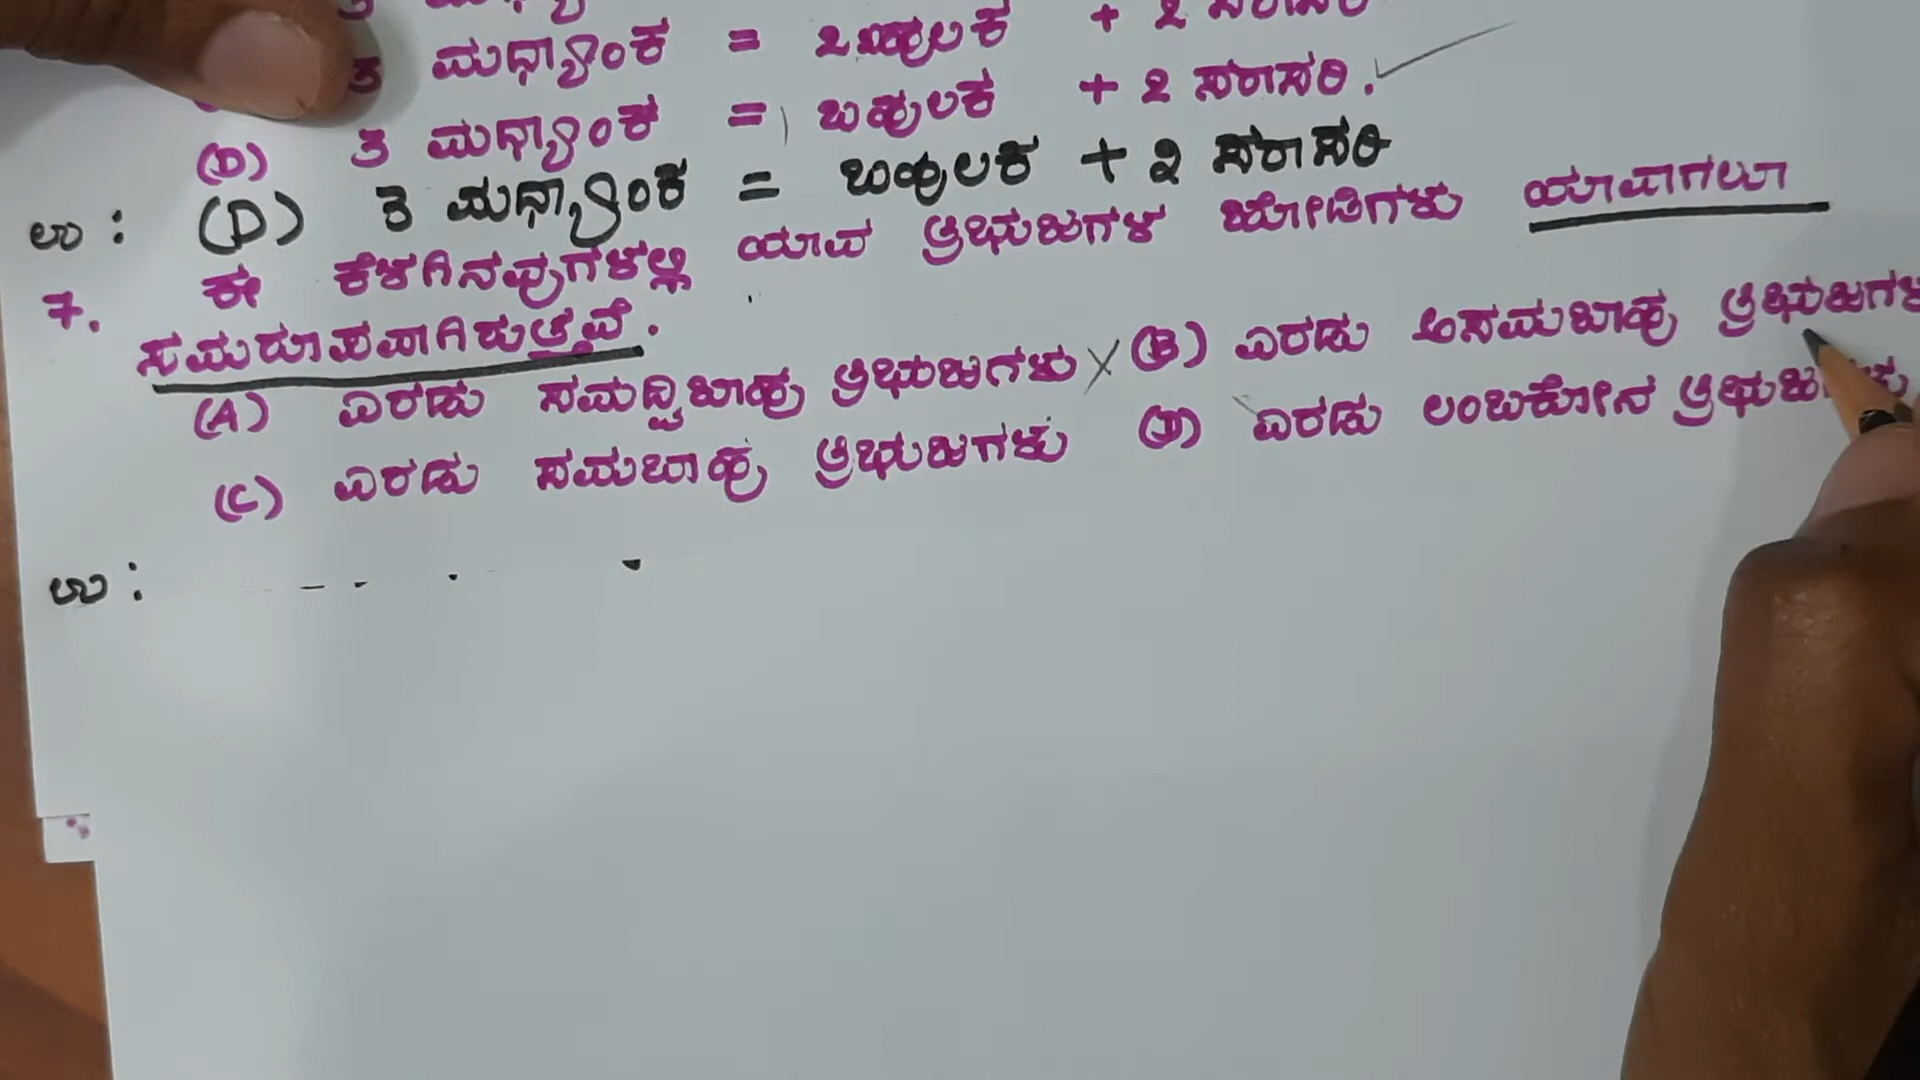 3 ಮಧ್ಯಾಂಕ = 2 ಬಹುಲಕ + 2 ಸರಾಸರಿ
(D) 3 ಮಧ್ಯಾಂಕ = ಬಹುಲಕ + 2 ಸರಾಸರಿ.
ಉ : (D) 3 ಮಧ್ಯಾಂಕ = ಬಹುಲಕ + 2 ಸರಾಸರಿ
7. ಈ ಕೆಳಗಿನವುಗಳಲ್ಲಿ ಯಾವ ತ್ರಿಭುಜಗಳ ಜೋಡಿಗಳು ಯಾವಾಗಲೂ
ಸಮರೂಪವಾಗಿರುತ್ತವೆ.
(A) ಎರಡು ಸಮದ್ವಿಬಾಹು ತ್ರಿಭುಜಗಳು (B) ಎರಡು ಅಸಮಬಾಹು ತ್ರಿಭುಜಗಳ
(C) ಎರಡು ಸಮಬಾಹು ತ್ರಿಭುಜಗಳು (D) ಎರಡು ಲಂಬಕೋನ
ಉ :